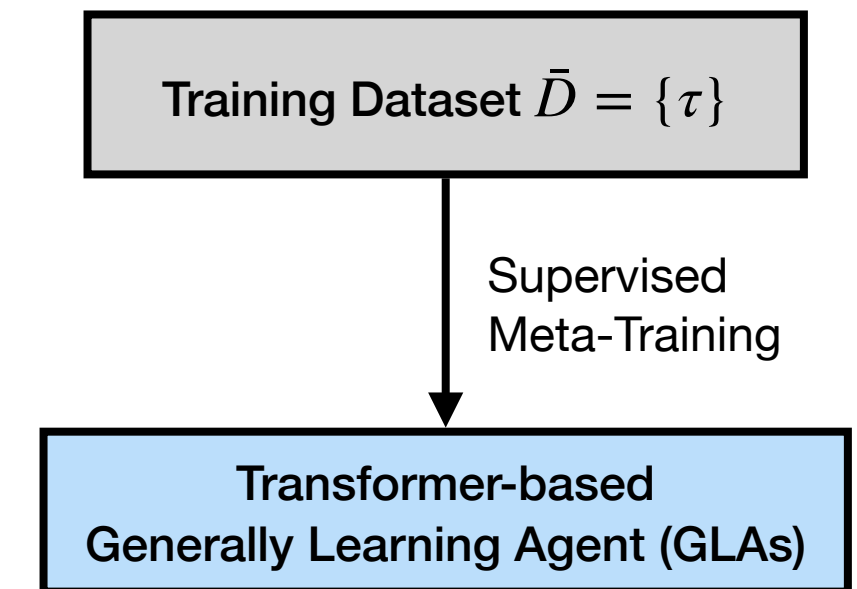 Training Dataset D̄ = {τ}
Supervised
Meta-Training
Transformer-based
Generally Learning Agent (GLAs)